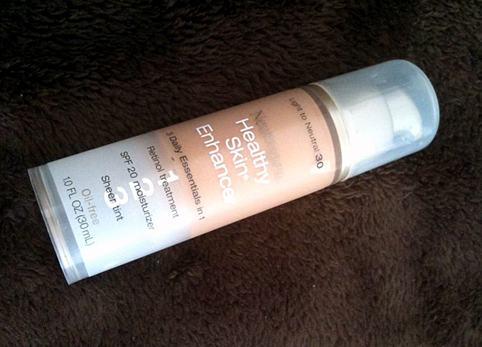 Light to Neutral 30
Neutrogena
Healthy
Skin
Enhancer
3 Daily Essentials in 1
1
Retinol treatment
2
SPF 20 moisturizer
Sheer tint
Oil-free
1.0 FL OZ (30mL)